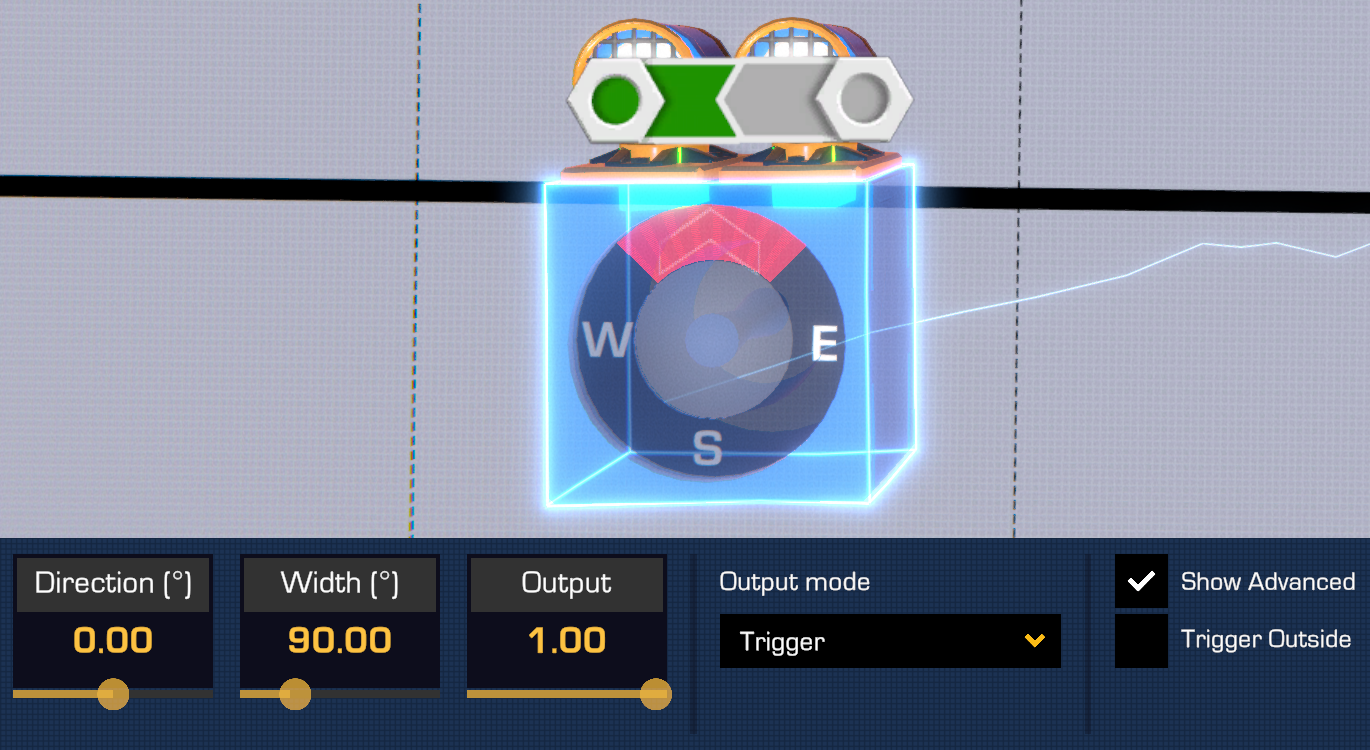 W
E
S
Direction (°)
Width (°)
Output
0.00
90.00
1.00
Output mode
Trigger
Show Advanced
Trigger Outside